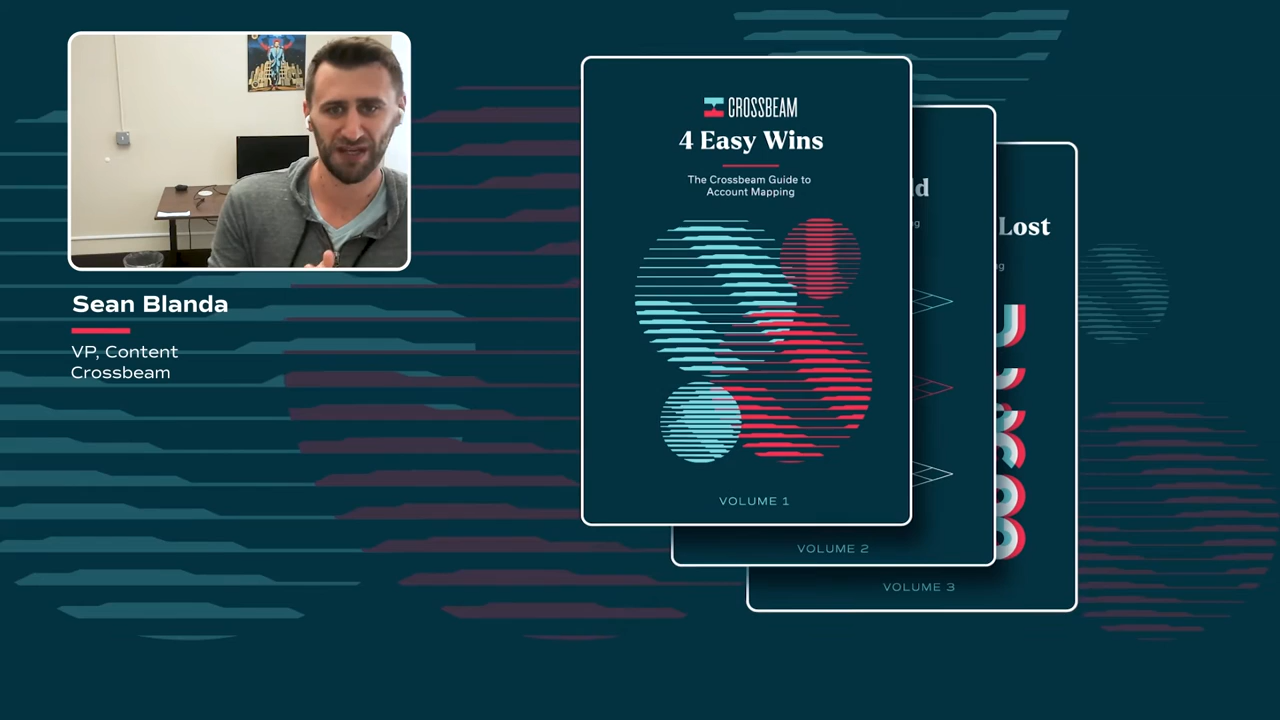 Sean Blanda
VP, Content
Crossbeam
CROSSBEAM
4 Easy Wins
The Crossbeam Guide to
Account Mapping
VOLUME 1
VOLUME 2
Lost
VOLUME 3